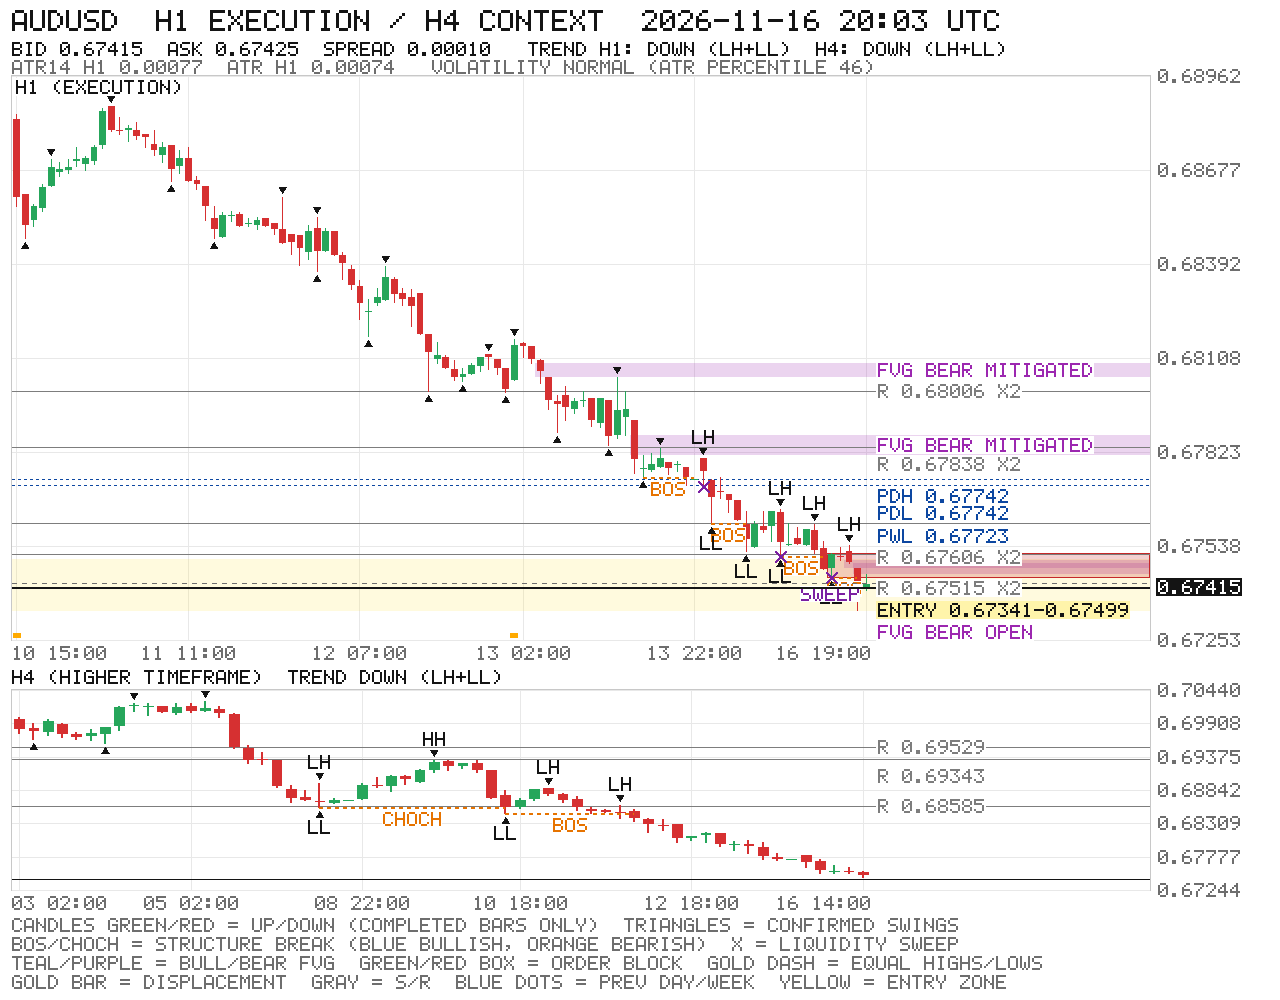 AUDUSD  H1 EXECUTION / H4 CONTEXT  2026-11-16 20:03 UTC
BID 0.67415  ASK 0.67425  SPREAD 0.00010  TREND H1: DOWN (LH+LL)  H4: DOWN (LH+LL)
ATR14 H1 0.00077  ATR H1 0.00074  VOLATILITY NORMAL (ATR PERCENTILE 46)
0.68962
H1 (EXECUTION)
0.68677
0.68392
0.68108
FVG BEAR MITIGATED
R 0.68006 X2
LH
FVG BEAR MITIGATED
0.67823
R 0.67838 X2
BOS
LH
PDH 0.67742
LH
PDL 0.67742
LH
BOS
PWL 0.67723
LL
0.67538
R 0.67606 X2
BOS
LL
LL
R 0.67515 X2
0.67415
SWEEP
ENTRY 0.67341-0.67499
FVG BEAR OPEN
0.67253
10 15:00  11 11:00  12 07:00  13 02:00  13 22:00  16 19:00
H4 (HIGHER TIMEFRAME)  TREND DOWN (LH+LL)
0.70440
0.69908
HH
R 0.69529
0.69375
LH
LH
R 0.69343
LH
0.68842
R 0.68585
CHOCH
BOS
0.68309
LL
LL
0.67777
0.67244
03 02:00  05 02:00  08 22:00  10 18:00  12 18:00  16 14:00
CANDLES GREEN/RED = UP/DOWN (COMPLETED BARS ONLY)  TRIANGLES = CONFIRMED SWINGS
BOS/CHOCH = STRUCTURE BREAK (BLUE BULLISH, ORANGE BEARISH)  X = LIQUIDITY SWEEP
TEAL/PURPLE = BULL/BEAR FVG  GREEN/RED BOX = ORDER BLOCK  GOLD DASH = EQUAL HIGHS/LOWS
GOLD BAR = DISPLACEMENT  GRAY = S/R  BLUE DOTS = PREV DAY/WEEK  YELLOW = ENTRY ZONE